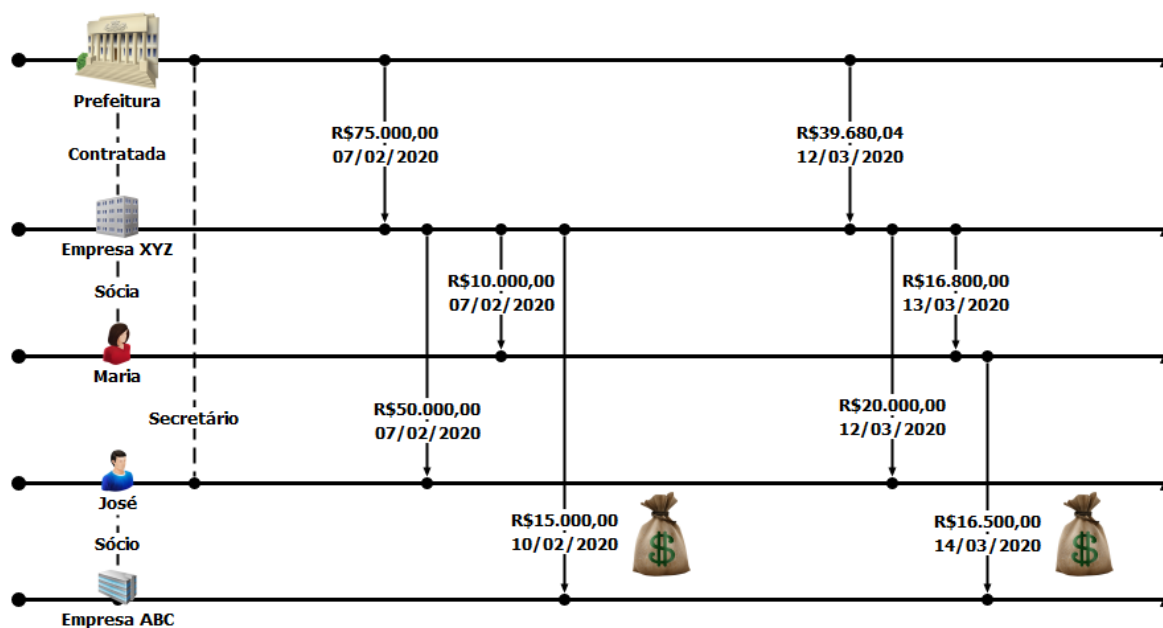 Prefeitura
Contratada
Empresa XYZ
Sócia
Maria
Secretário
José
Sócio
Empresa ABC
R$75.000,00
07/02/2020
R$50.000,00
07/02/2020
R$10.000,00
07/02/2020
R$15.000,00
10/02/2020
R$39.680,04
12/03/2020
R$20.000,00
12/03/2020
R$16.800,00
13/03/2020
R$16.500,00
14/03/2020